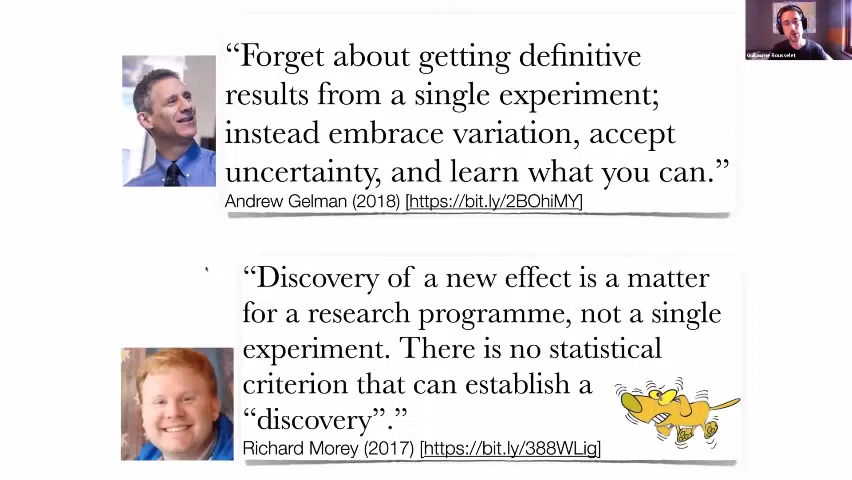 Guillaume Rousselet
“Forget about getting definitive
results from a single experiment;
instead embrace variation, accept
uncertainty, and learn what you can.”
Andrew Gelman (2018) [https://bit.ly/2BOhiMY]
“Discovery of a new effect is a matter
for a research programme, not a single
experiment. There is no statistical
criterion that can establish a
“discovery”.”
Richard Morey (2017) [https://bit.ly/388WLig]